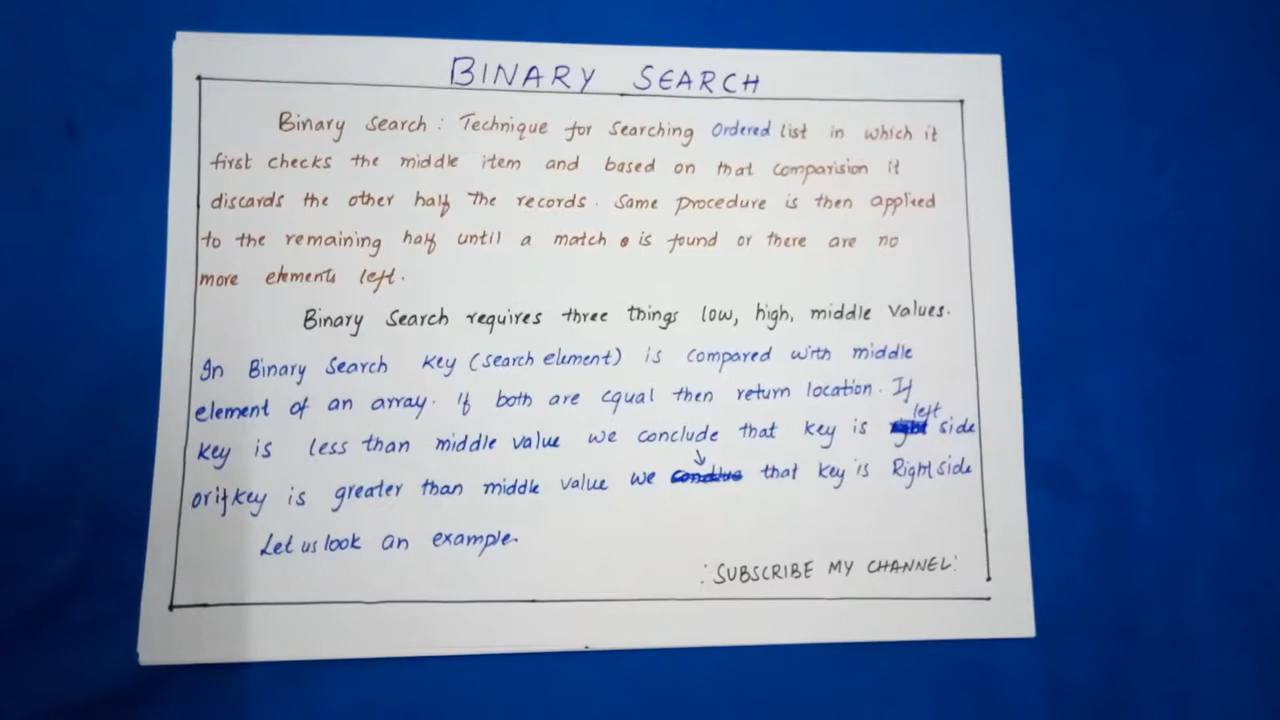 BINARY SEARCH
Binary Search : Technique for Searching Ordered list in which it
first checks the middle item and based on that comparision it
discards the other half the records. Same procedure is then applied
to the remaining half until a match is found or there are no
more elements left.
Binary Search requires three things low, high, middle values.
In Binary Search key (search element) is compared with middle
element of an array. If both are equal then return location. If
key is less than middle value we conclude that key is left side
or if key is greater than middle value we that key is Right side
Let us look an example.
: SUBSCRIBE MY CHANNEL: